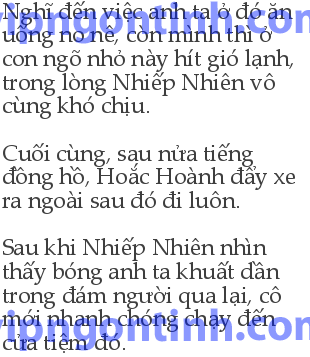 Nghĩ đến việc anh ta ở đó ăn
uống no nê, còn mình thì ở
con ngõ nhỏ này hít gió lạnh,
trong lòng Nhiếp Nhiên vô
cùng khó chịu.
Cuối cùng, sau nửa tiếng
đồng hồ, Hoắc Hoành đẩy xe
ra ngoài sau đó đi luôn.
Sau khi Nhiếp Nhiên nhìn
thấy bóng anh ta khuất dần
trong đám người qua lại, cô
mới nhanh chóng chạy đến
cửa tiệm đó.